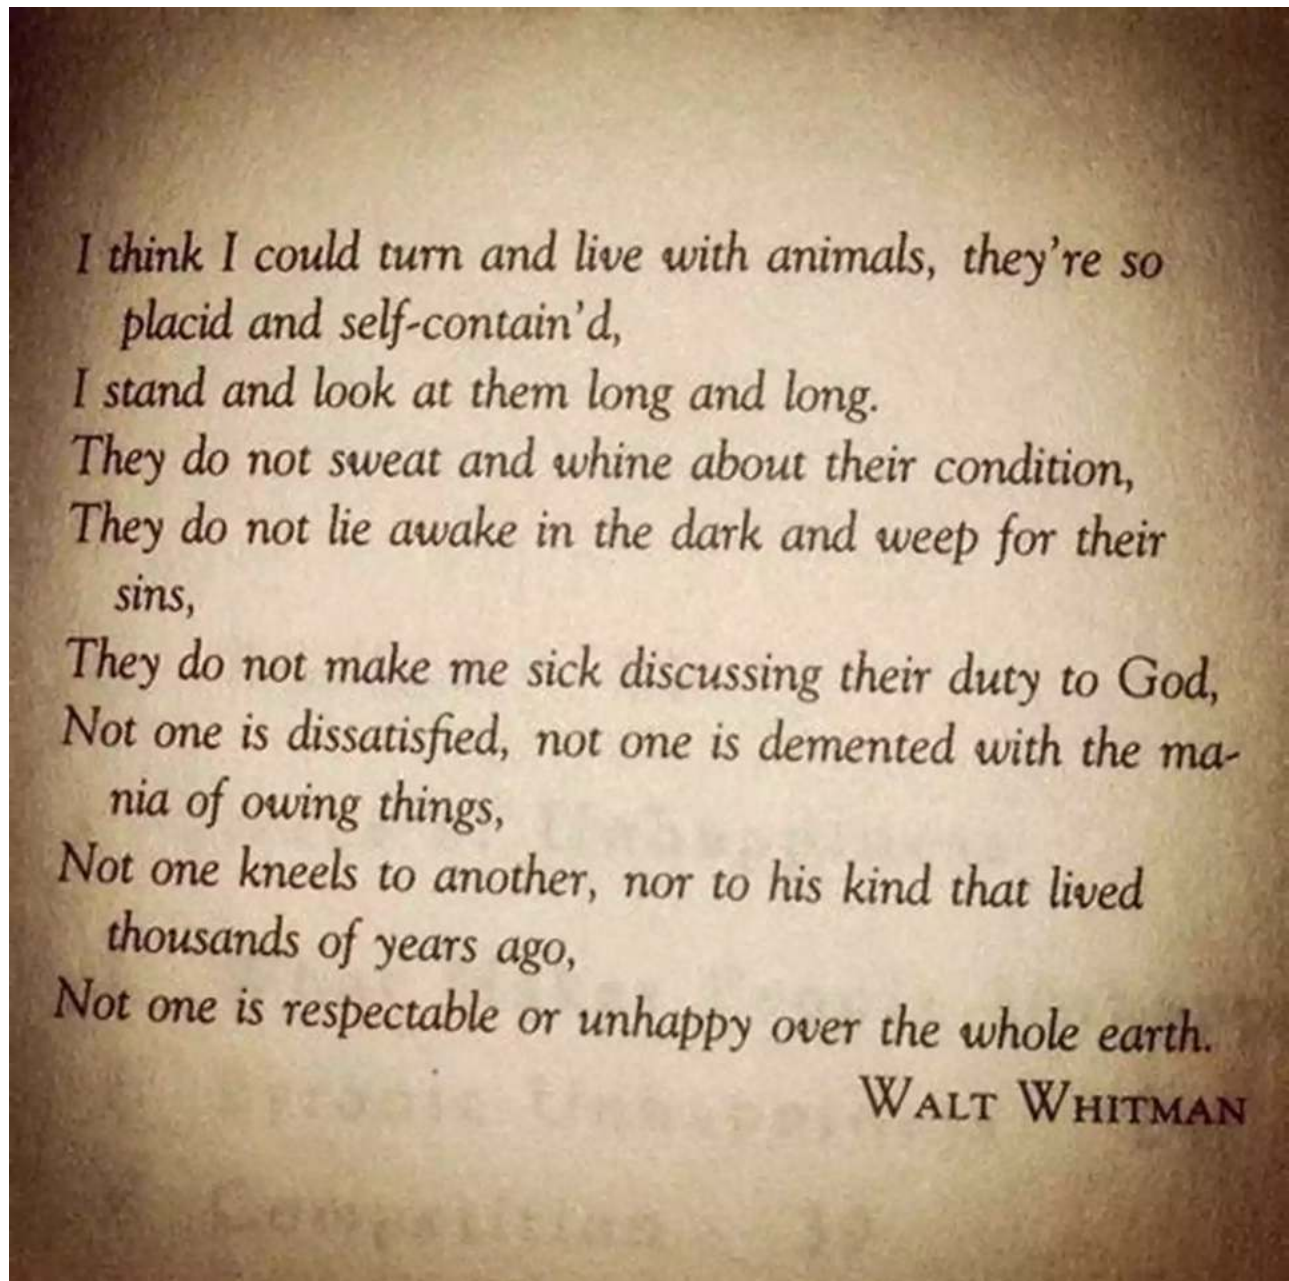 I think I could turn and live with animals, they're so
placid and self-contain'd,
I stand and look at them long and long.
They do not sweat and whine about their condition,
They do not lie awake in the dark and weep for their
sins,
They do not make me sick discussing their duty to God,
Not one is dissatisfied, not one is demented with the ma-
nia of owing things,
Not one kneels to another, nor to his kind that lived
thousands of years ago,
Not one is respectable or unhappy over the whole earth.
WALT WHITMAN